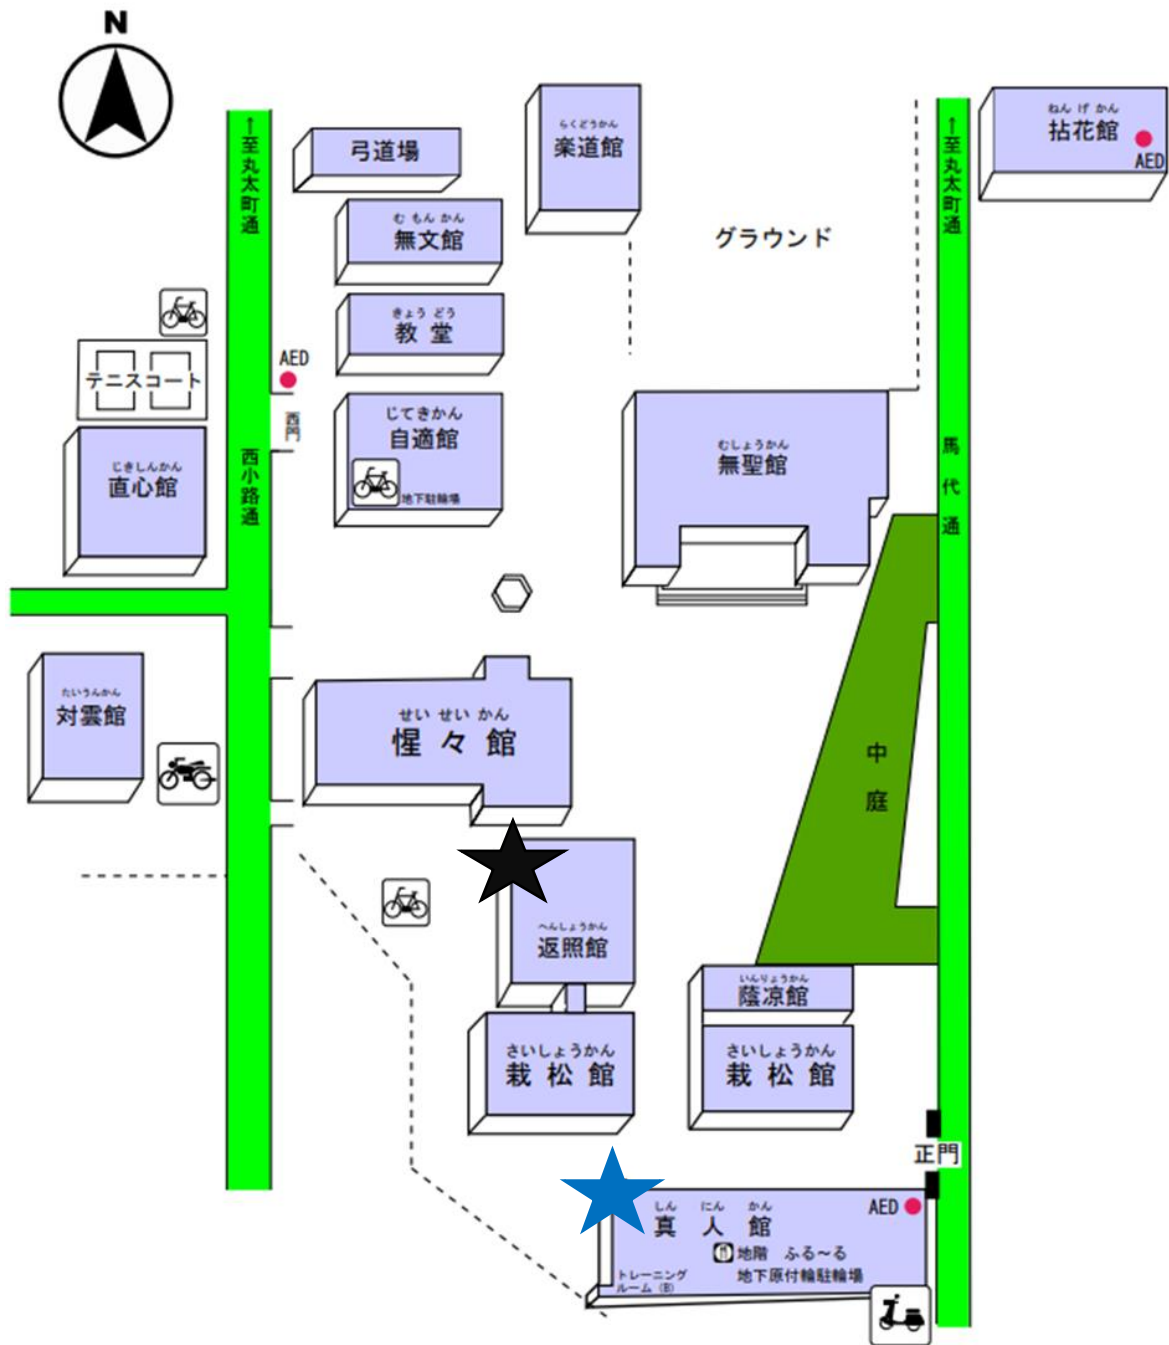 N
↑至丸太町通
弓道場
らくどうかん
楽道館
↑至丸太町通
ねんげかん
拈花館
AED
むもんかん
無文館
グラウンド
きょうどう
教堂
AED
テニスコート
西門
じてきかん
自適館
地下駐輪場
じきしんかん
直心館
西小路通
むしょうかん
無聖館
馬代通
たいうんかん
対雲館
せいせいかん
惺々館
中庭
へんしょうかん
返照館
いんりょうかん
蔭凉館
さいしょうかん
栽松館
さいしょうかん
栽松館
正門
しんにんかん
真人館
AED
地階 ふる～る
地下原付輪駐輪場
トレーニング
ルーム（B）